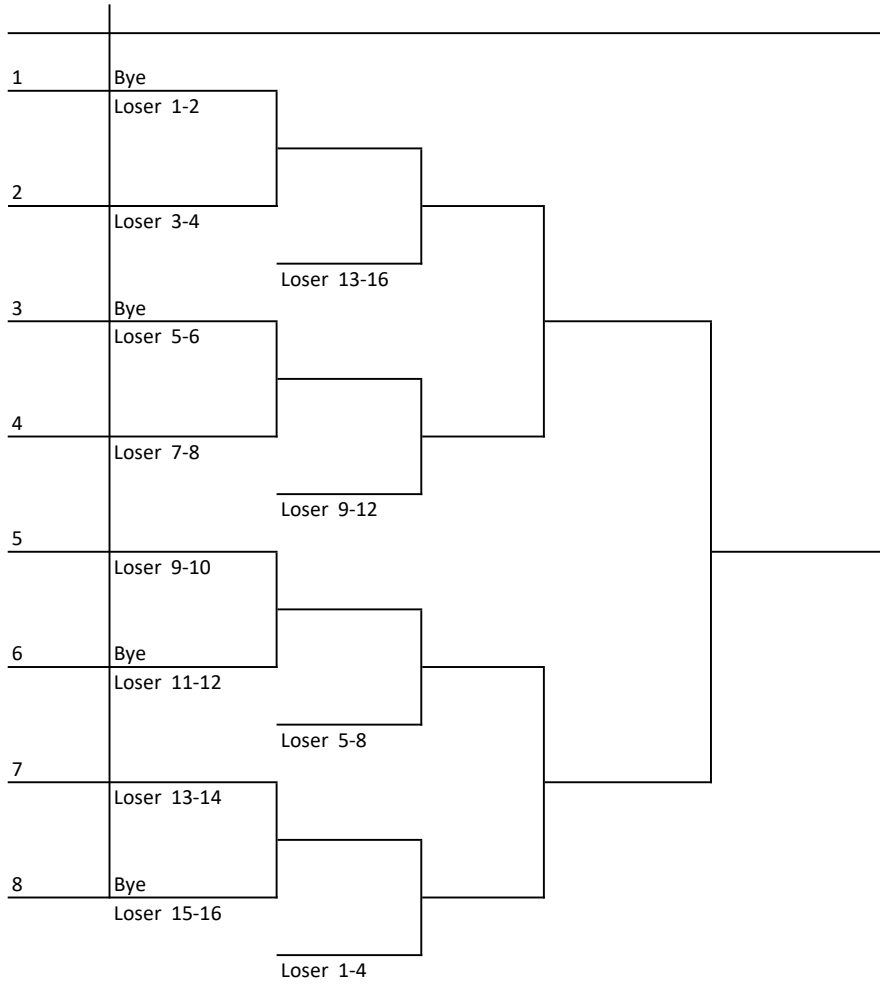 1 Bye
Loser 1-2
2
Loser 3-4
Loser 13-16
3 Bye
Loser 5-6
4
Loser 7-8
Loser 9-12
5
Loser 9-10
6 Bye
Loser 11-12
Loser 5-8
7
Loser 13-14
8 Bye
Loser 15-16
Loser 1-4